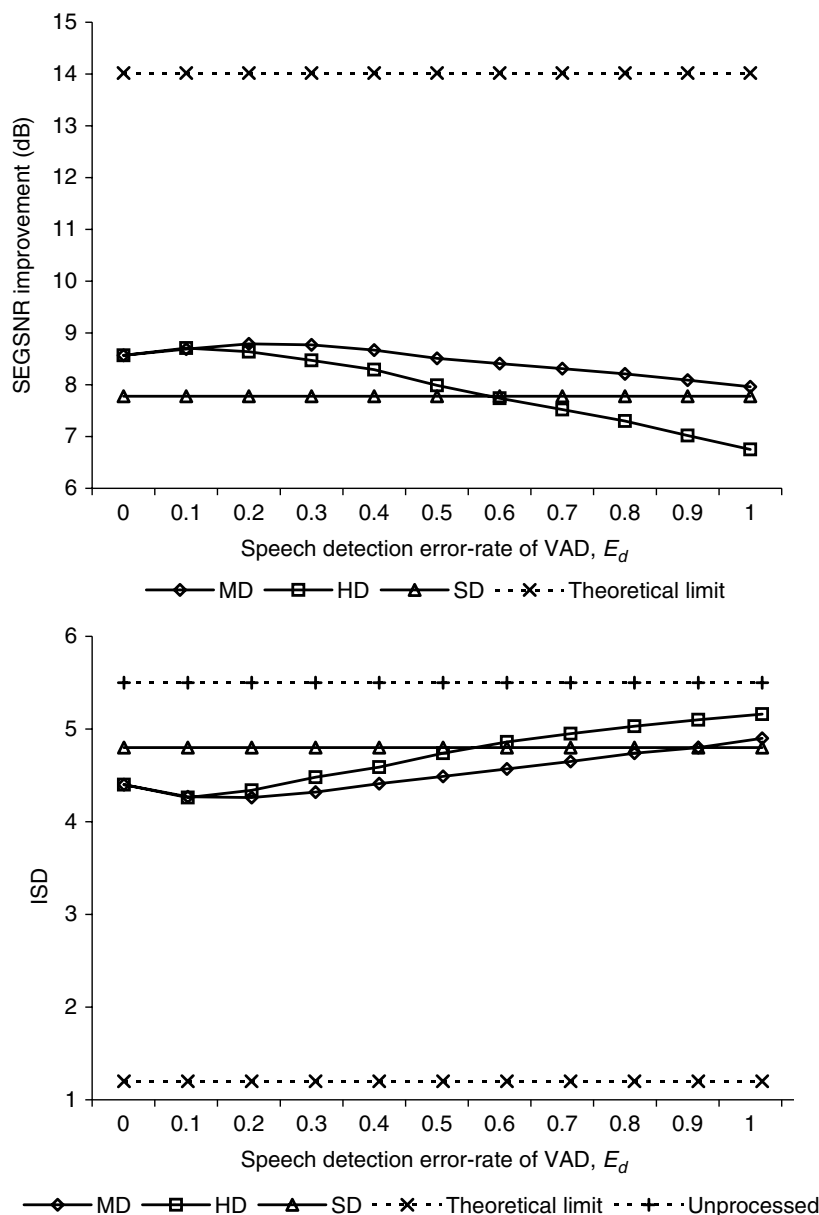 15
14
13
12
11
10
9
8
7
6
SEGSNR improvement (dB)
0 0.1 0.2 0.3 0.4 0.5 0.6 0.7 0.8 0.9 1
Speech detection error-rate of VAD, E_d
MD HD SD Theoretical limit
6
5
4
3
2
1
ISD
0 0.1 0.2 0.3 0.4 0.5 0.6 0.7 0.8 0.9 1
Speech detection error-rate of VAD, E_d
MD HD SD Theoretical limit Unprocessed